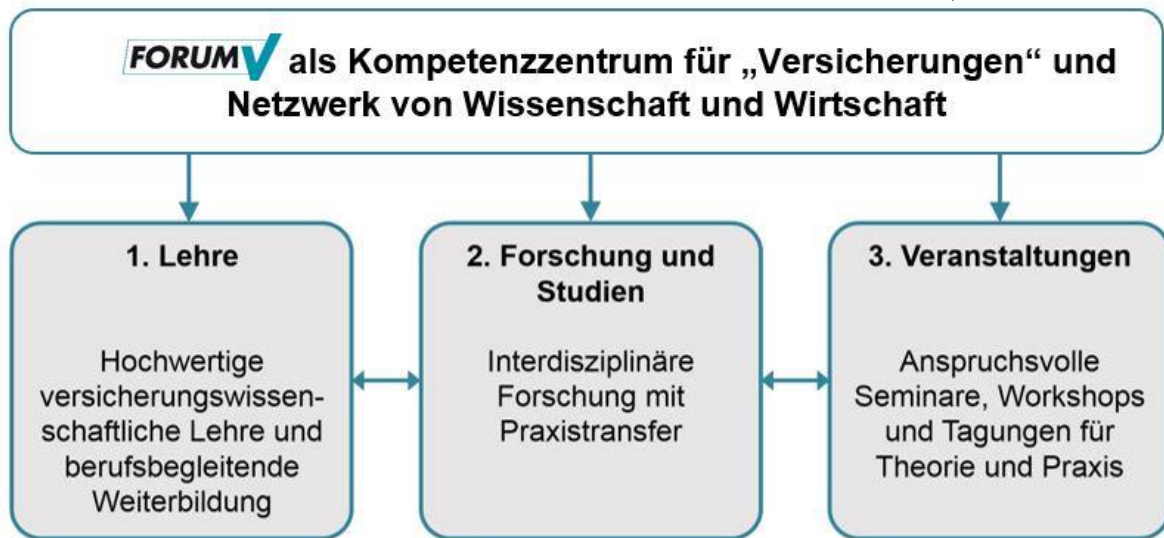 FORUMV als Kompetenzzentrum für „Versicherungen“ und
Netzwerk von Wissenschaft und Wirtschaft
1. Lehre
Hochwertige
versicherungswissen-
schaftliche Lehre und
berufsbegleitende
Weiterbildung
2. Forschung und
Studien
Interdisziplinäre
Forschung mit
Praxistransfer
3. Veranstaltungen
Anspruchsvolle
Seminare, Workshops
und Tagungen für
Theorie und Praxis